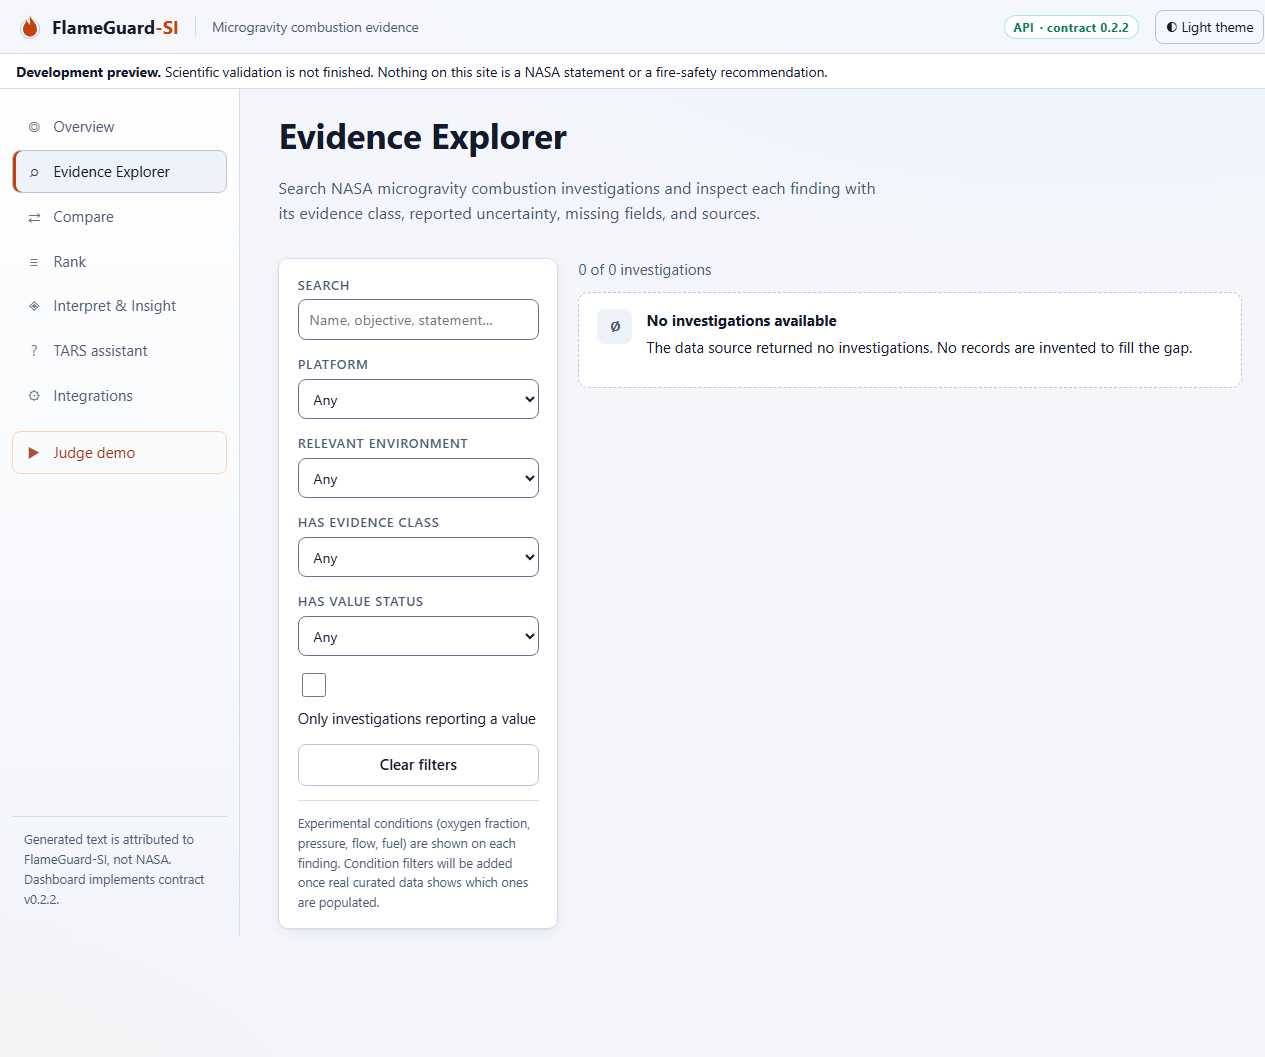 FlameGuard-SI
Microgravity combustion evidence
API · contract 0.2.2
Light theme
Development preview. Scientific validation is not finished. Nothing on this site is a NASA statement or a fire-safety recommendation.
Overview
Evidence Explorer
Compare
Rank
Interpret & Insight
? TARS assistant
Integrations
Judge demo
Generated text is attributed to
FlameGuard-SI, not NASA.
Dashboard implements contract
v0.2.2.
Evidence Explorer
Search NASA microgravity combustion investigations and inspect each finding with
its evidence class, reported uncertainty, missing fields, and sources.
SEARCH
Name, objective, statement...
PLATFORM
Any
RELEVANT ENVIRONMENT
Any
HAS EVIDENCE CLASS
Any
HAS VALUE STATUS
Any
Only investigations reporting a value
Clear filters
Experimental conditions (oxygen fraction,
pressure, flow, fuel) are shown on each
finding. Condition filters will be added
once real curated data shows which ones
are populated.
0 of 0 investigations
Ø
No investigations available
The data source returned no investigations. No records are invented to fill the gap.